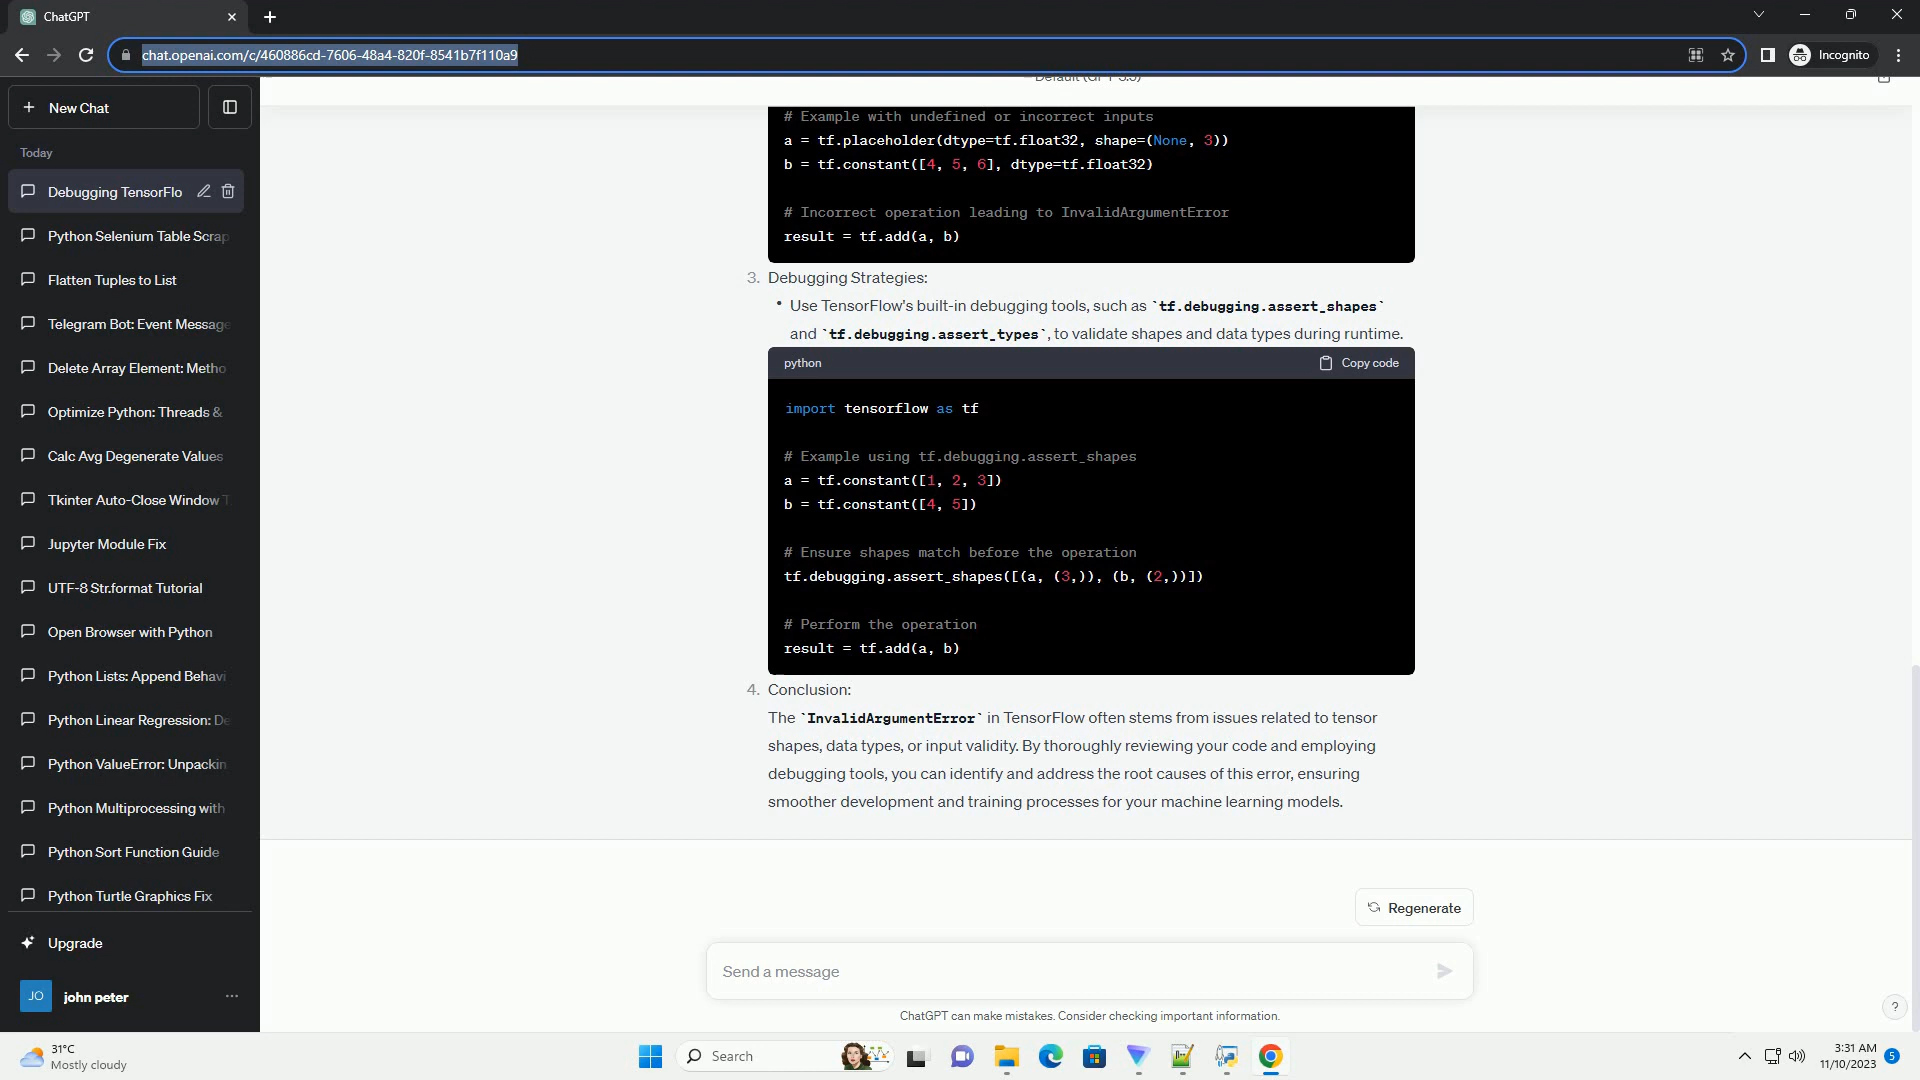 ChatGPT
chat.openai.com/c/460886cd-7606-48a4-820f-8541b7f110a9
Incognito
New Chat
Today
Debugging TensorFlo
Python Selenium Table Scrap
Flatten Tuples to List
Telegram Bot: Event Message
Delete Array Element: Metho
Optimize Python: Threads &
Calc Avg Degenerate Values
Tkinter Auto-Close Window T
Jupyter Module Fix
UTF-8 Str.format Tutorial
Open Browser with Python
Python Lists: Append Behavi
Python Linear Regression: De
Python ValueError: Unpackin
Python Multiprocessing with
Python Sort Function Guide
Python Turtle Graphics Fix
Upgrade
JO john peter
Default (GPT-3.5)
# Example with undefined or incorrect inputs
a = tf.placeholder(dtype=tf.float32, shape=(None, 3))
b = tf.constant([4, 5, 6], dtype=tf.float32)
# Incorrect operation leading to InvalidArgumentError
result = tf.add(a, b)
3. Debugging Strategies:
• Use TensorFlow's built-in debugging tools, such as `tf.debugging.assert_shapes`
and `tf.debugging.assert_types`, to validate shapes and data types during runtime.
python Copy code
import tensorflow as tf
# Example using tf.debugging.assert_shapes
a = tf.constant([1, 2, 3])
b = tf.constant([4, 5])
# Ensure shapes match before the operation
tf.debugging.assert_shapes([(a, (3,)), (b, (2,))])
# Perform the operation
result = tf.add(a, b)
4. Conclusion:
The `InvalidArgumentError` in TensorFlow often stems from issues related to tensor
shapes, data types, or input validity. By thoroughly reviewing your code and employing
debugging tools, you can identify and address the root causes of this error, ensuring
smoother development and training processes for your machine learning models.
Regenerate
Send a message
ChatGPT can make mistakes. Consider checking important information.
?
31°C
Mostly cloudy
Search
3:31 AM
11/10/2023
5